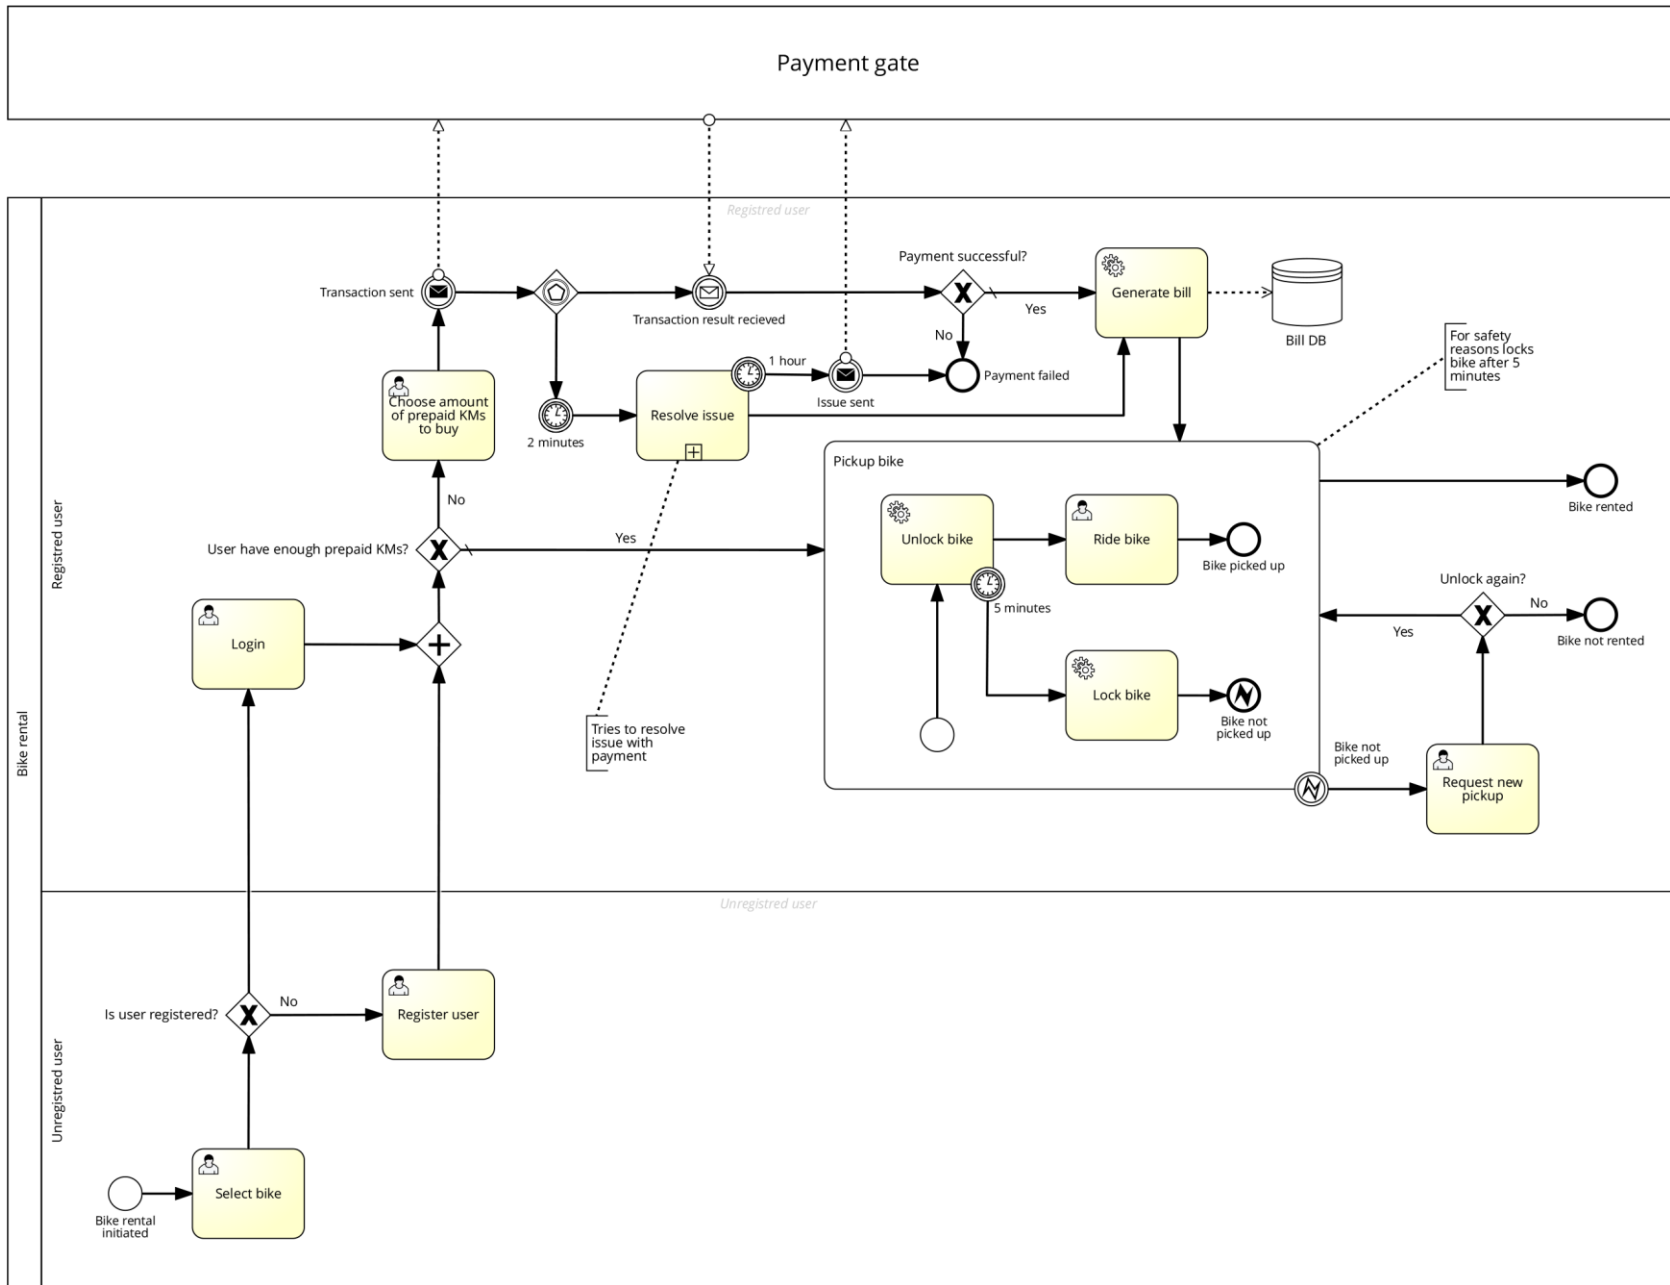 Payment gate
Registred user
Payment successful?
Transaction sent
Transaction result recieved
Yes
No
Generate bill
Bill DB
For safety
reasons locks
bike after 5
minutes
1 hour
Issue sent
Payment failed
Choose amount
of prepaid KMs
to buy
2 minutes
Resolve issue
Pickup bike
Bike rented
No
Registred user
User have enough prepaid KMs?
Yes
Unlock bike
Ride bike
Bike picked up
5 minutes
Unlock again?
No
Yes
Bike not rented
Login
Lock bike
Bike not
picked up
Tries to resolve
issue with
payment
Bike not
picked up
Request new
pickup
Bike rental
Unregistred user
Is user registered?
No
Register user
Unregistred user
Select bike
Bike rental
initiated